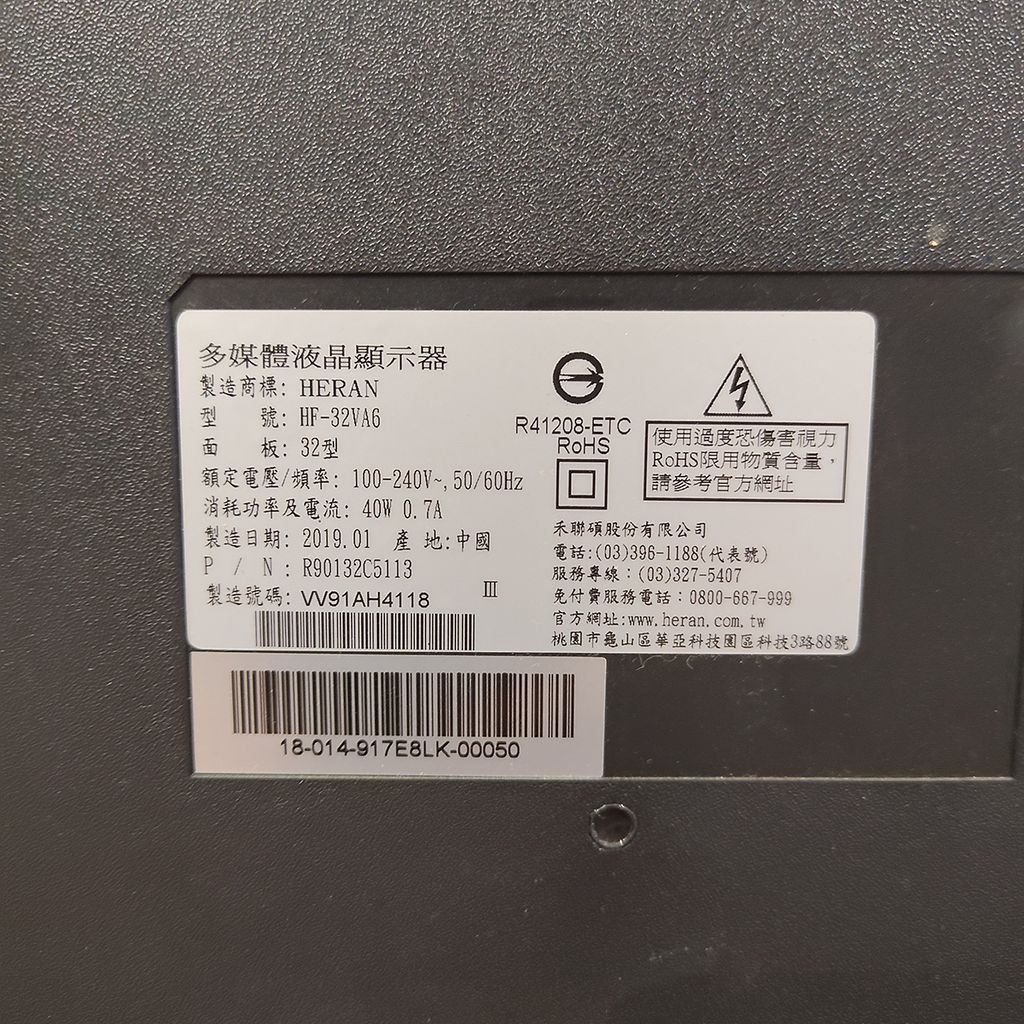 多媒體液晶顯示器
製造商標: HERAN
型 號: HF-32VA6
面 板: 32型
額定電壓/頻率: 100-240V~,50/60Hz
消耗功率及電流: 40W 0.7A
製造日期: 2019.01 產 地:中國
P / N : R90132C5113
製造號碼: VV91AH4118
III
R41208-ETC
RoHS
使用過度恐傷害視力
RoHS限用物質含量,
請參考官方網址
禾聯碩股份有限公司
電話:(03)396-1188(代表號)
服務專線:(03)327-5407
免付費服務電話:0800-667-999
官方網址:www.heran.com.tw
桃園市龜山區華亞科技園區科技3路88號
18-014-917E8LK-00050